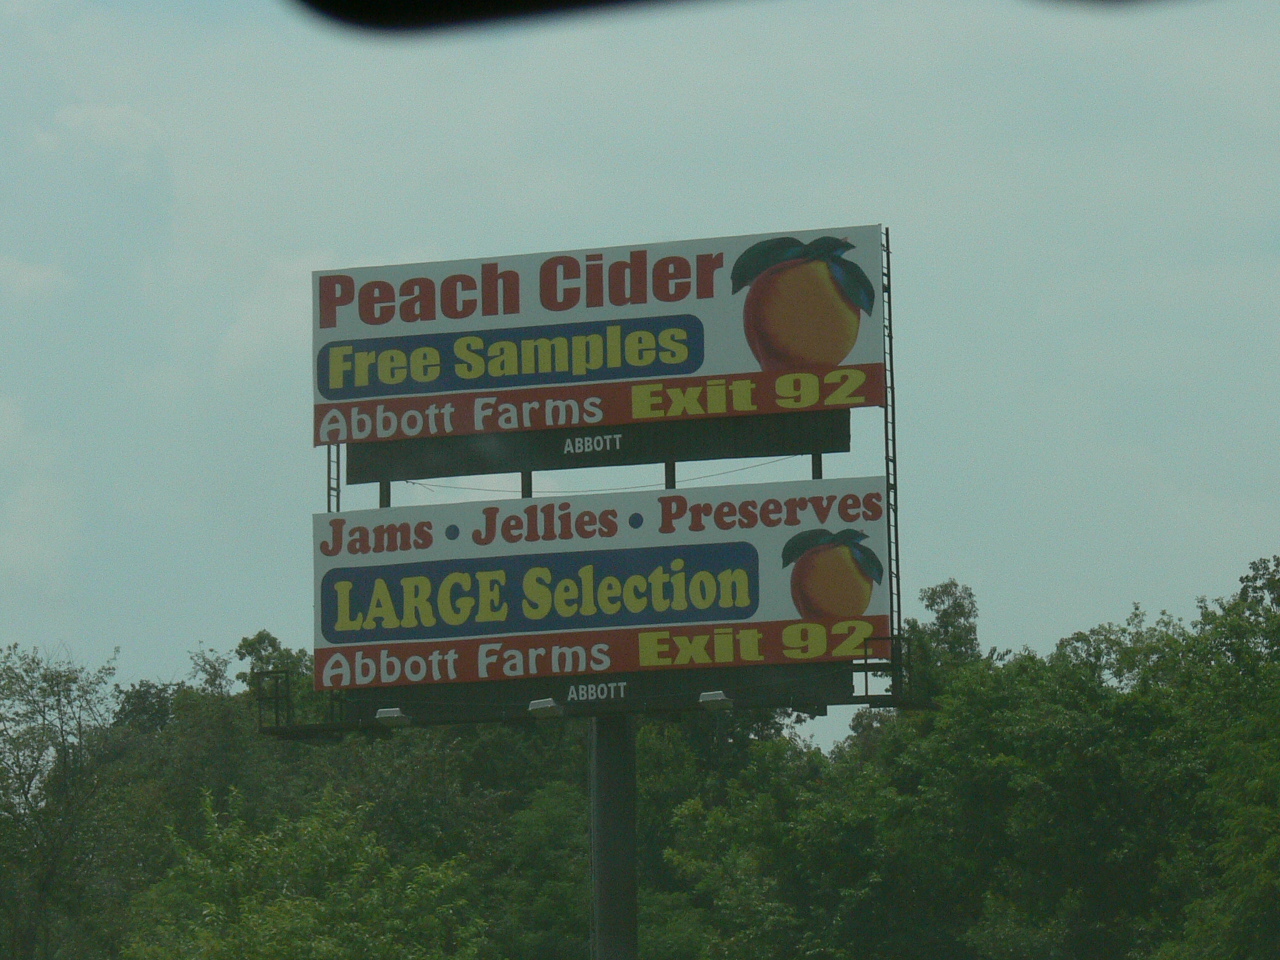 Peach Cider
Free Samples
Abbott Farms Exit 92
ABBOTT
Jams • Jellies • Preserves
LARGE Selection
Abbott Farms Exit 92
ABBOTT